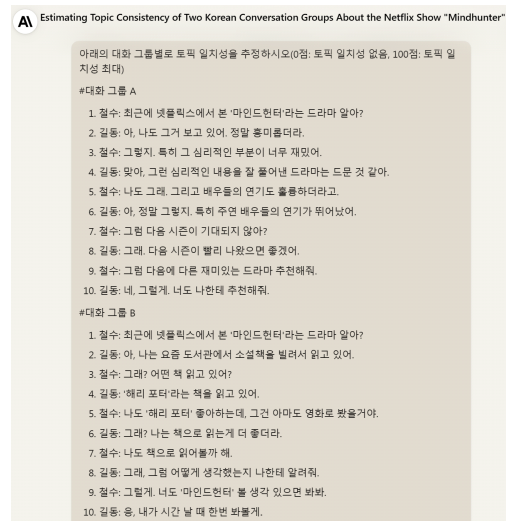 A\ Estimating Topic Consistency of Two Korean Conversation Groups About the Netflix Show "Mindhunter"
아래의 대화 그룹별로 토픽 일치성을 추정하시오(0점: 토픽 일치성 없음, 100점: 토픽 일
치성 최대)
#대화 그룹 A
1. 철수: 최근에 넷플릭스에서 본 '마인드헌터'라는 드라마 알아?
2. 길동: 아, 나도 그거 보고 있어. 정말 흥미롭더라.
3. 철수: 그렇지. 특히 그 심리적인 부분이 너무 재밌어.
4. 길동: 맞아, 그런 심리적인 내용을 잘 풀어낸 드라마는 드문 것 같아.
5. 철수: 나도 그래. 그리고 배우들의 연기도 훌륭하더라고.
6. 길동: 아, 정말 그렇지. 특히 주연 배우들의 연기가 뛰어났어.
7. 철수: 그럼 다음 시즌이 기대되지 않아?
8. 길동: 그래. 다음 시즌이 빨리 나왔으면 좋겠어.
9. 철수: 그럼 다음에 다른 재미있는 드라마 추천해줘.
10. 길동: 네, 그럴게. 너도 나한테 추천해줘.
#대화 그룹 B
1. 철수: 최근에 넷플릭스에서 본 '마인드헌터'라는 드라마 알아?
2. 길동: 아, 나는 요즘 도서관에서 소설책을 빌려서 읽고 있어.
3. 철수: 그래? 어떤 책 읽고 있어?
4. 길동: '해리 포터'라는 책을 읽고 있어.
5. 철수: 나도 '해리 포터' 좋아하는데, 그건 아마도 영화로 봤을거야.
6. 길동: 그래? 나는 책으로 읽는게 더 좋더라.
7. 철수: 나도 책으로 읽어볼까 해.
8. 길동: 그래, 그럼 어떻게 생각했는지 나한테 알려줘.
9. 철수: 그럴게. 너도 '마인드헌터' 볼 생각 있으면 봐봐.
10. 길동: 응, 내가 시간 날 때 한번 봐볼게.